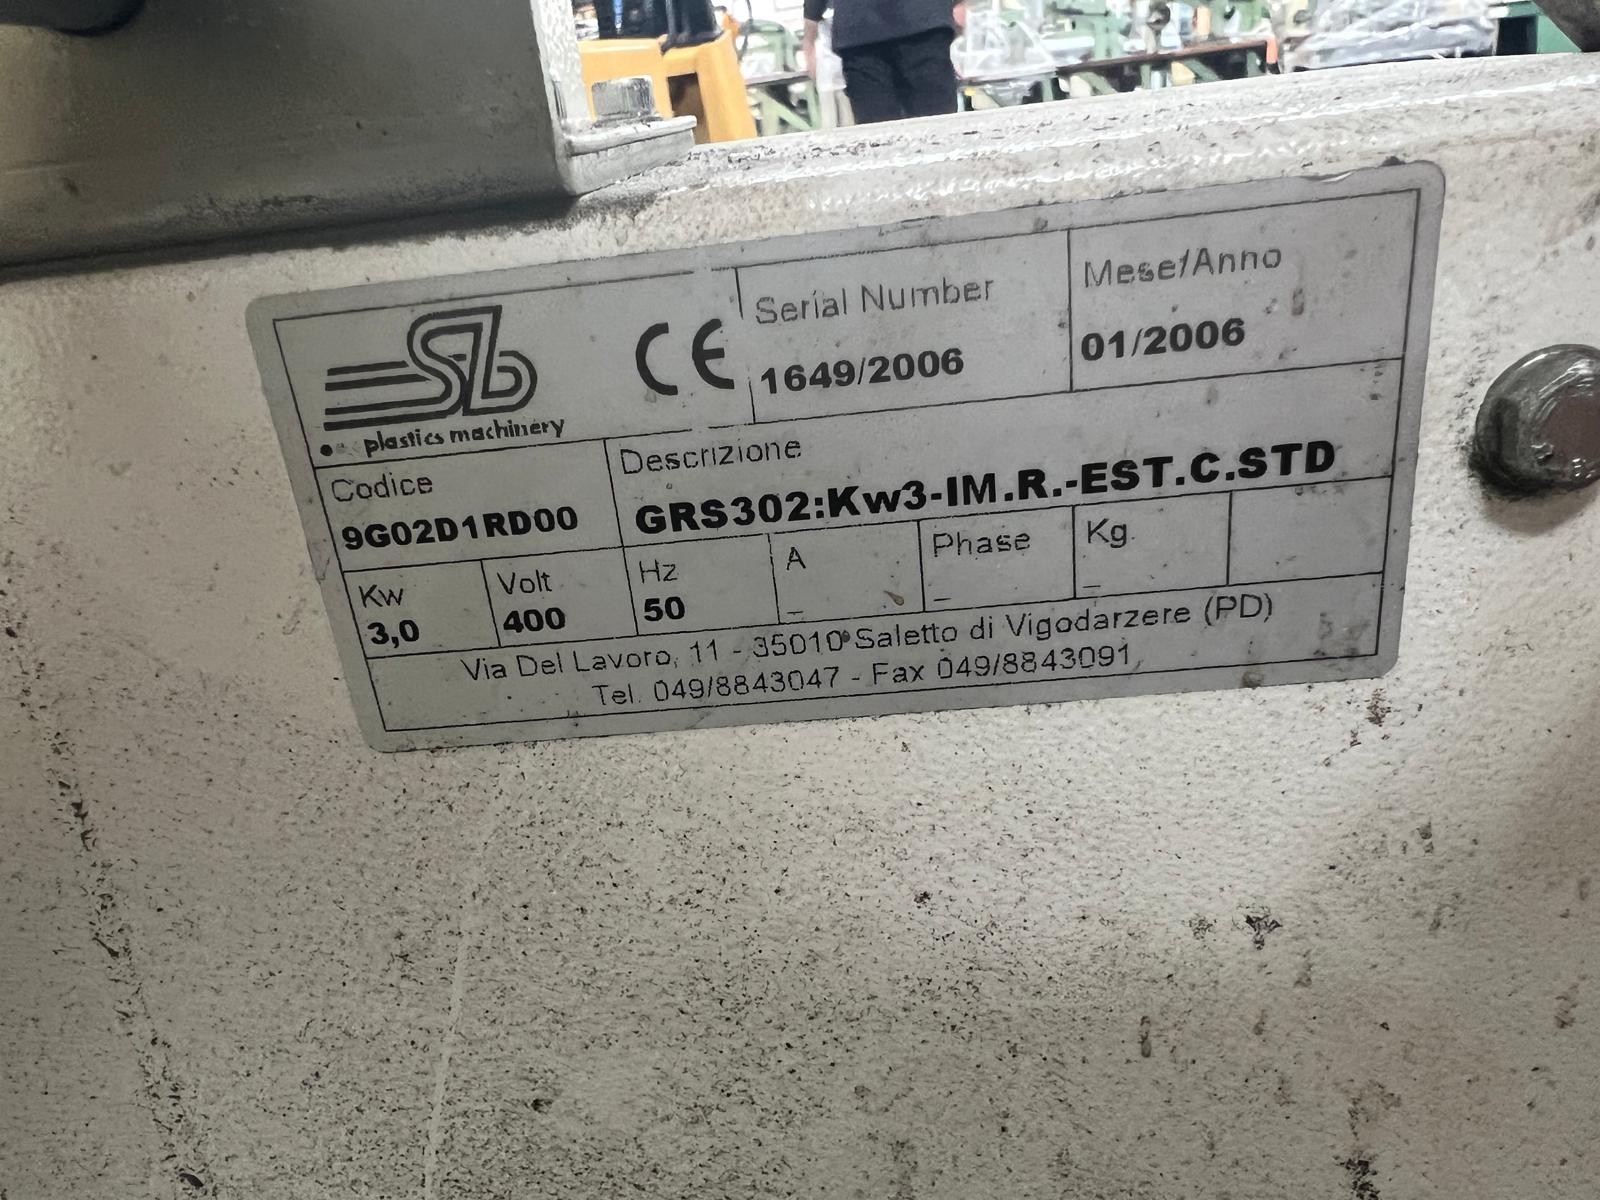 SB
plastics machinery
CE
Serial Number
1649/2006
Mese/Anno
01/2006
Codice
9G02D1RD00
Descrizione
GRS302:Kw3-IM.R.-EST.C.STD
Kw
3,0
Volt
400
Hz
50
A
_
Phase
_
Kg.
_
Via Del Lavoro, 11 - 35010 Saletto di Vigodarzere (PD)
Tel. 049/8843047 - Fax 049/8843091